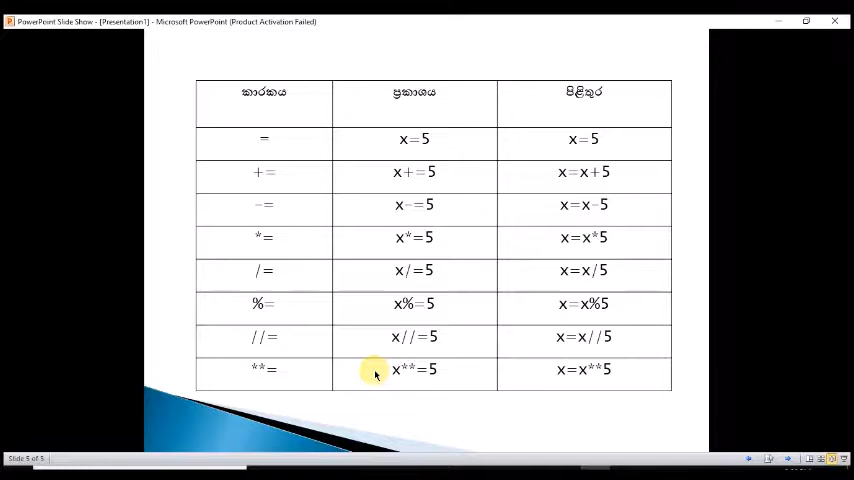 PowerPoint Slide Show - [Presentation1] - Microsoft PowerPoint (Product Activation Failed)
කාරකය ප්‍රකාශය පිළිතුර
= x=5 x=5
+= x+=5 x=x+5
-= x-=5 x=x-5
*= x*=5 x=x*5
/= x/=5 x=x/5
%= x%=5 x=x%5
//= x//=5 x=x//5
**= x**=5 x=x**5
Slide 5 of 5